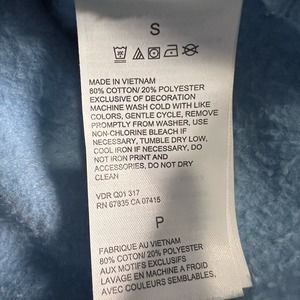 S
MADE IN VIETNAM
80% COTTON/ 20% POLYESTER
EXCLUSIVE OF DECORATION
MACHINE WASH COLD WITH LIKE
COLORS, GENTLE CYCLE, REMOVE
PROMPTLY FROM WASHER, USE
NON-CHLORINE BLEACH IF
NECESSARY, TUMBLE DRY LOW,
COOL IRON IF NECESSARY, DO
NOT IRON PRINT AND
ACCESSORIES, DO NOT DRY
CLEAN
VDR Q01 317
RN 67835 CA 07415
P
FABRIQUE AU VIETNAM
80% COTON/ 20% POLYESTER
AUX MOTIFS EXCLUSIFS
LAVAGE EN MACHINE A FROID
AVEC COULEURS SEMBLABLES,